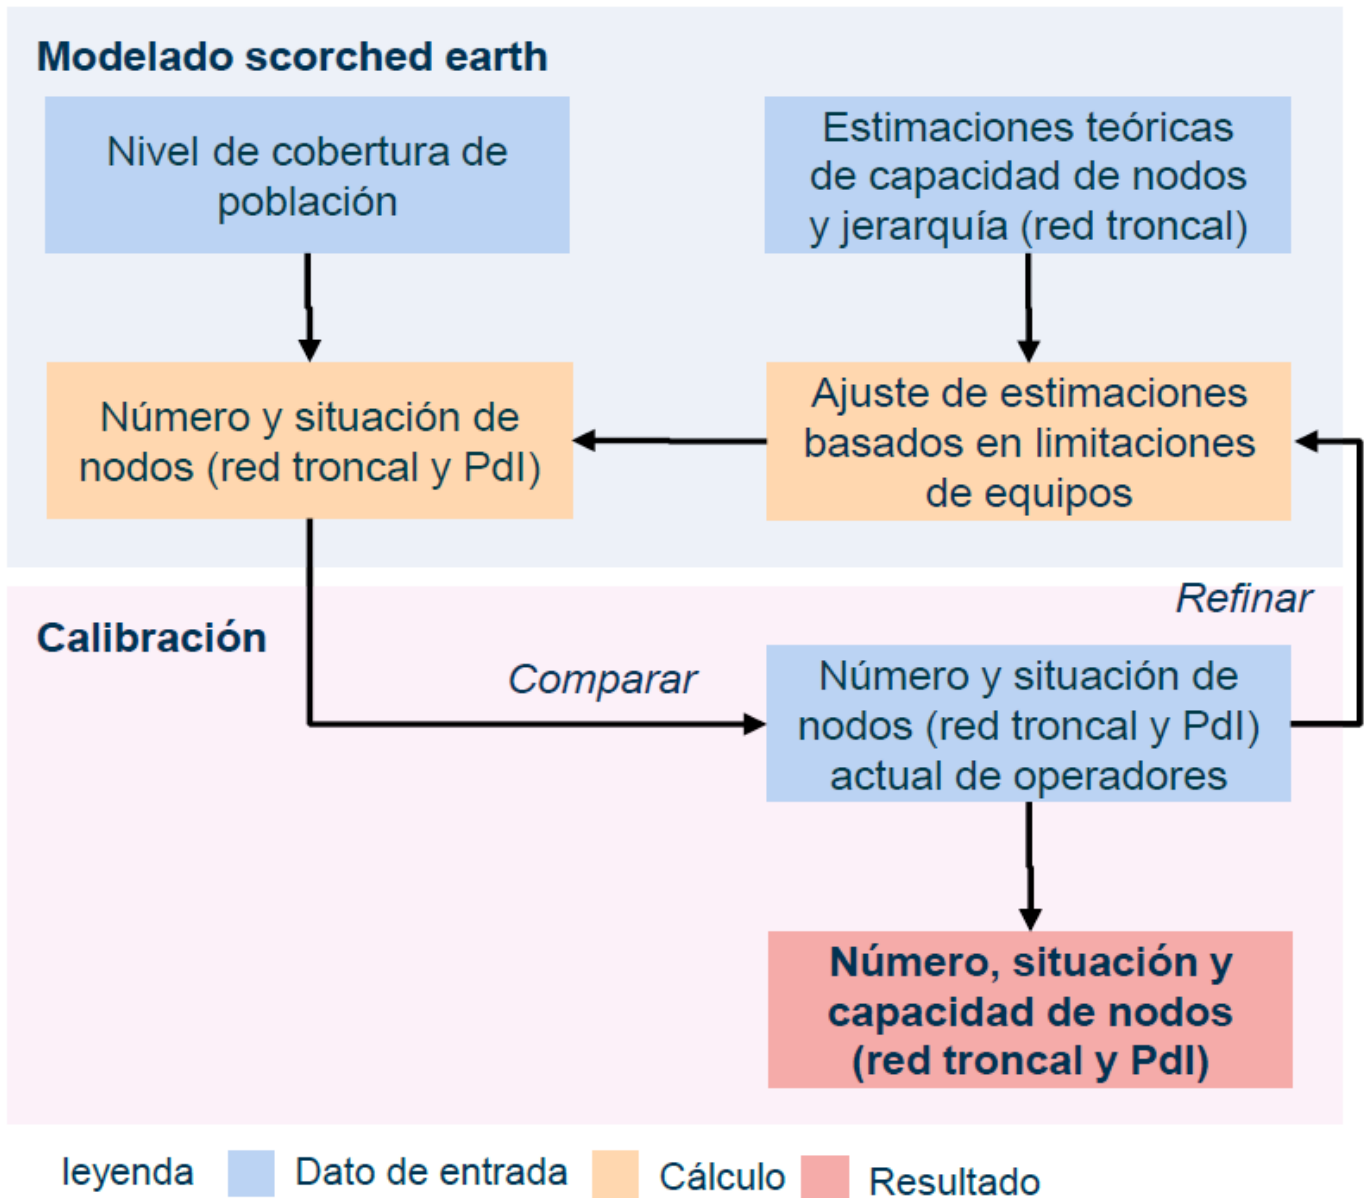 Modelado scorched earth
Nivel de cobertura de
población
Estimaciones teóricas
de capacidad de nodos
y jerarquía (red troncal)
Número y situación de
nodos (red troncal y PdI)
Ajuste de estimaciones
basados en limitaciones
de equipos
Refinar
Calibración
Comparar
Número y situación de
nodos (red troncal y PdI)
actual de operadores
Número, situación y
capacidad de nodos
(red troncal y PdI)
leyenda
Dato de entrada
Cálculo
Resultado